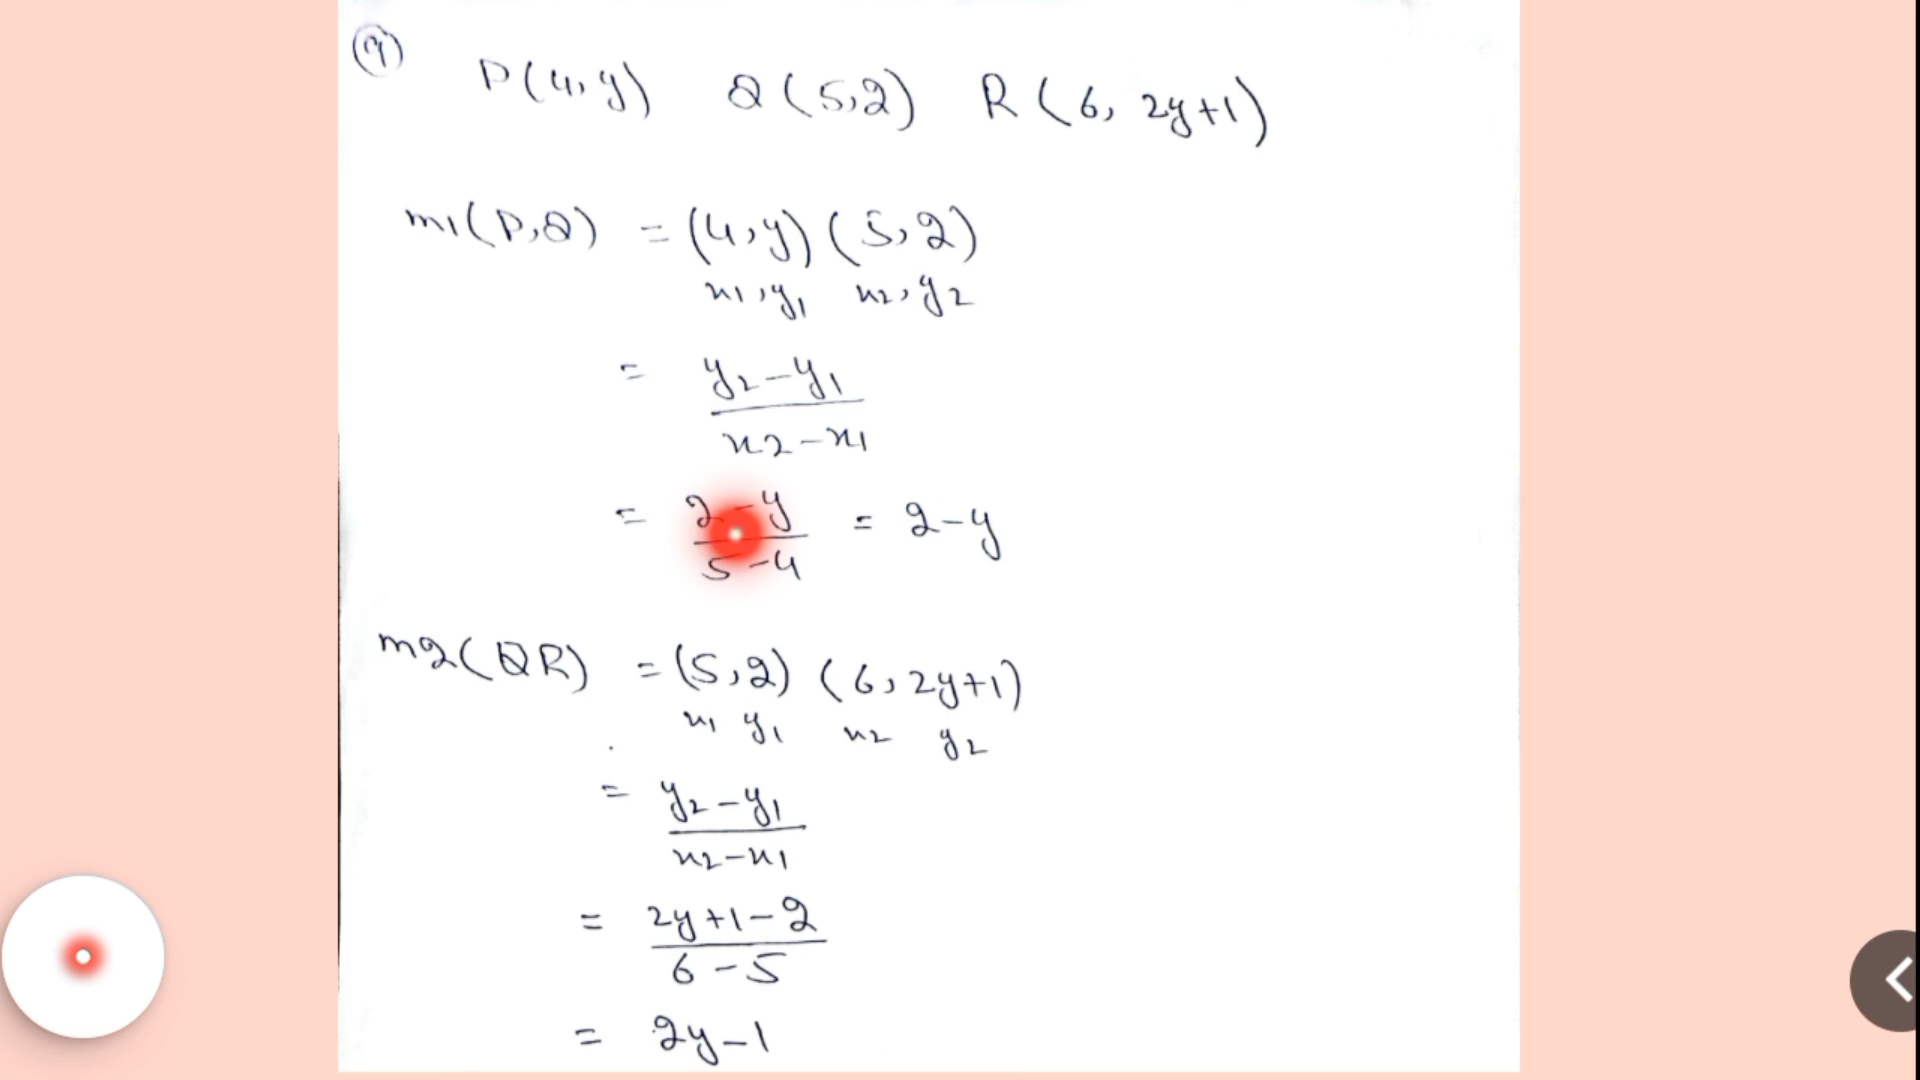 (9) P(4,y) Q(5,2) R(6, 2y+1)
m1(P,Q) = (4,y)(5,2)
x1,y1 x2,y2
= y2-y1
x2-x1
= 2-y = 2-y
5-4
m2(QR) = (5,2) (6,2y+1)
x1 y1 x2 y2
= y2-y1
x2-x1
= 2y+1-2
6-5
= 2y-1